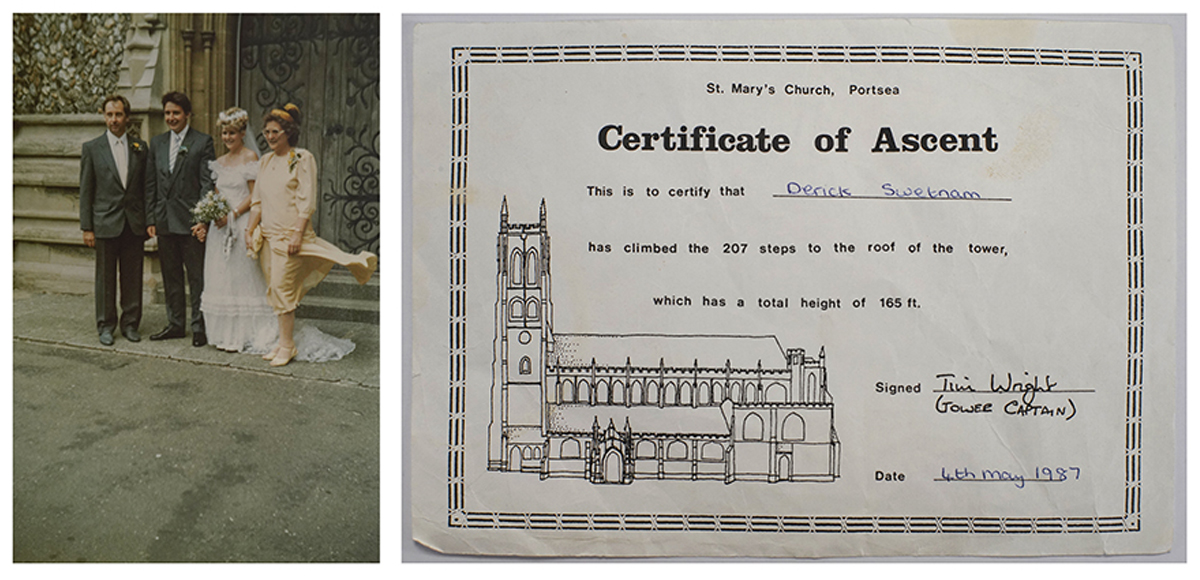 St. Mary's Church, Portsea
Certificate of Ascent
This is to certify that Derick Swetnam
has climbed the 207 steps to the roof of the tower,
which has a total height of 165 ft.
Signed Tim Wright
(TOWER CAPTAIN)
Date 4th May 1987